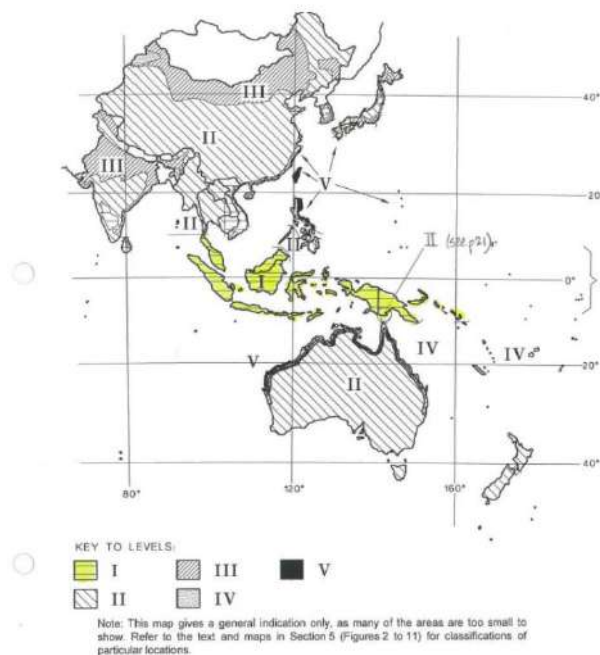 III
III
II
40°
III
V
20°
II
II
II (see p21).
I
0°
IV
IV
V
II
20°
40°
80°
120°
160°
KEY TO LEVELS:
I III V
II IV
Note: This map gives a general indication only, as many of the areas are too small to
show. Refer to the text and maps in Section 5 (Figures 2 to 11) for classifications of
particular locations.